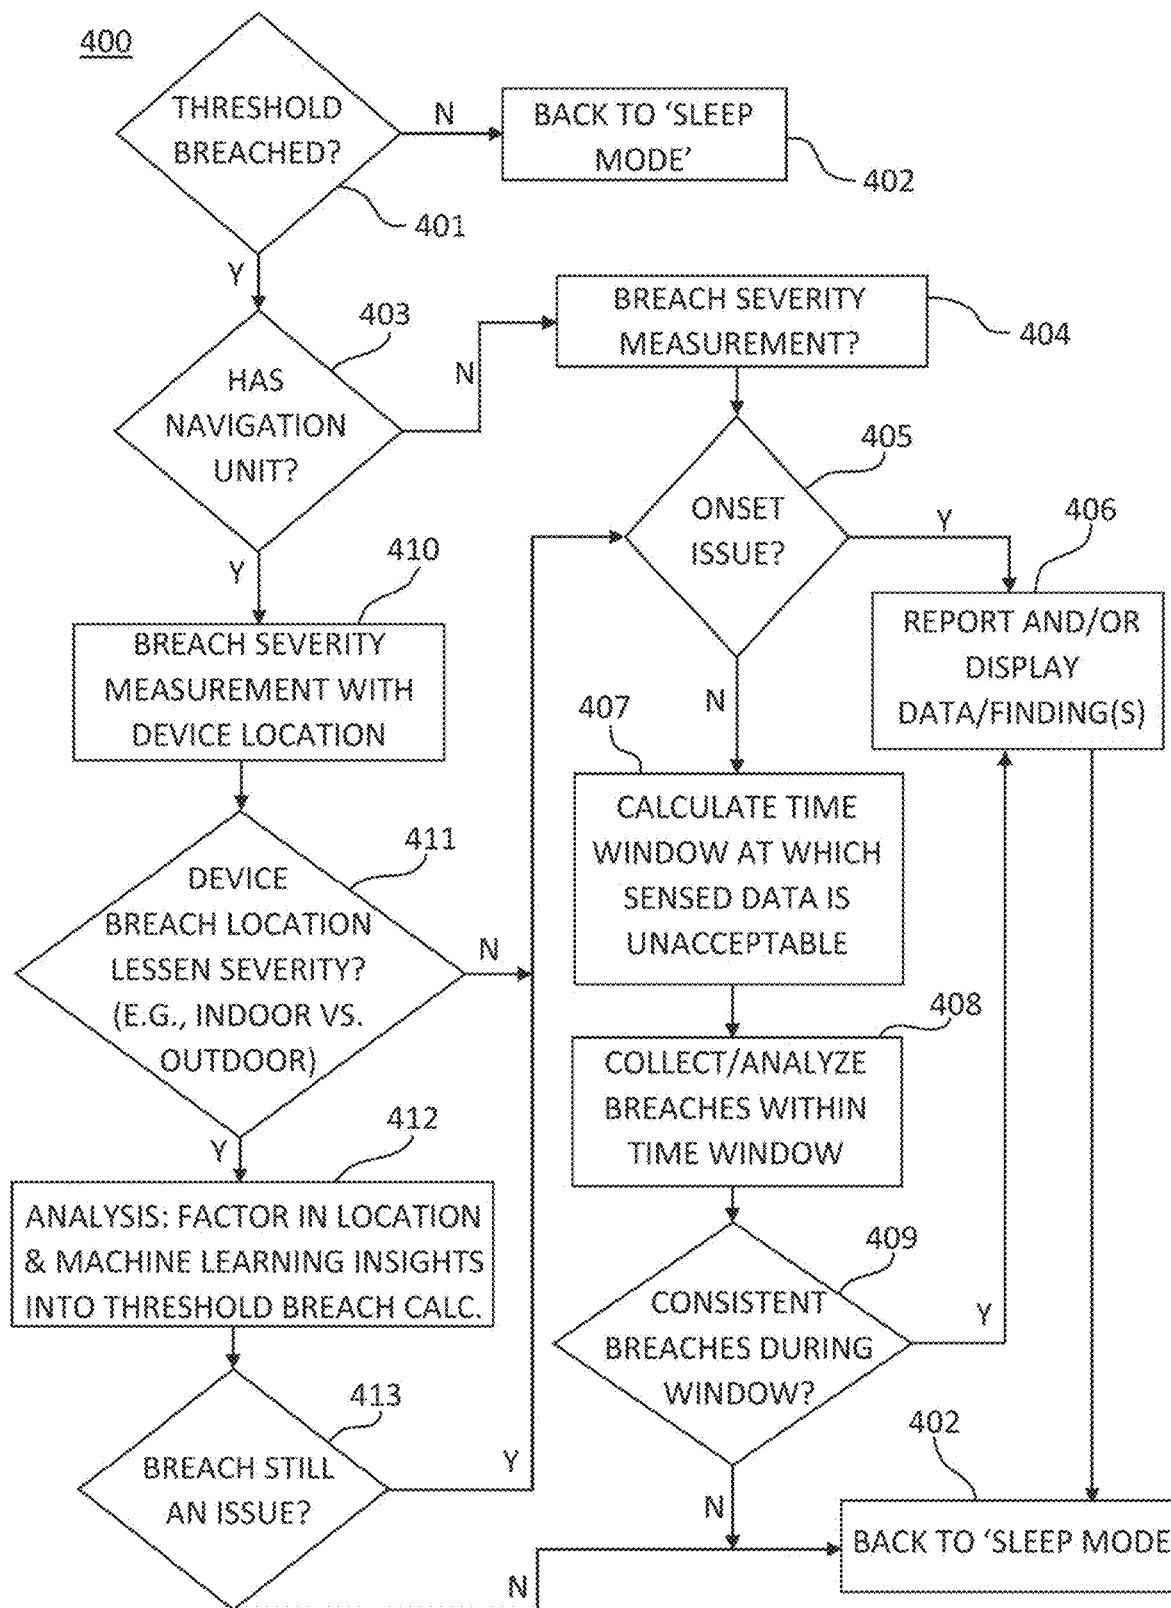 400
THRESHOLD
BREACHED?
401
N
BACK TO ‘SLEEP
MODE’
402
Y
403
HAS
NAVIGATION
UNIT?
N
BREACH SEVERITY
MEASUREMENT?
404
405
ONSET
ISSUE?
Y
406
REPORT AND/OR
DISPLAY
DATA/FINDING(S)
Y
410
BREACH SEVERITY
MEASUREMENT WITH
DEVICE LOCATION
N
407
CALCULATE TIME
WINDOW AT WHICH
SENSED DATA IS
UNACCEPTABLE
411
DEVICE
BREACH LOCATION
LESSEN SEVERITY?
(E.G., INDOOR VS.
OUTDOOR)
N
408
COLLECT/ANALYZE
BREACHES WITHIN
TIME WINDOW
Y
412
ANALYSIS: FACTOR IN LOCATION
& MACHINE LEARNING INSIGHTS
INTO THRESHOLD BREACH CALC.
409
CONSISTENT
BREACHES DURING
WINDOW?
Y
413
BREACH STILL
AN ISSUE?
Y
N
N
402
BACK TO ‘SLEEP MODE